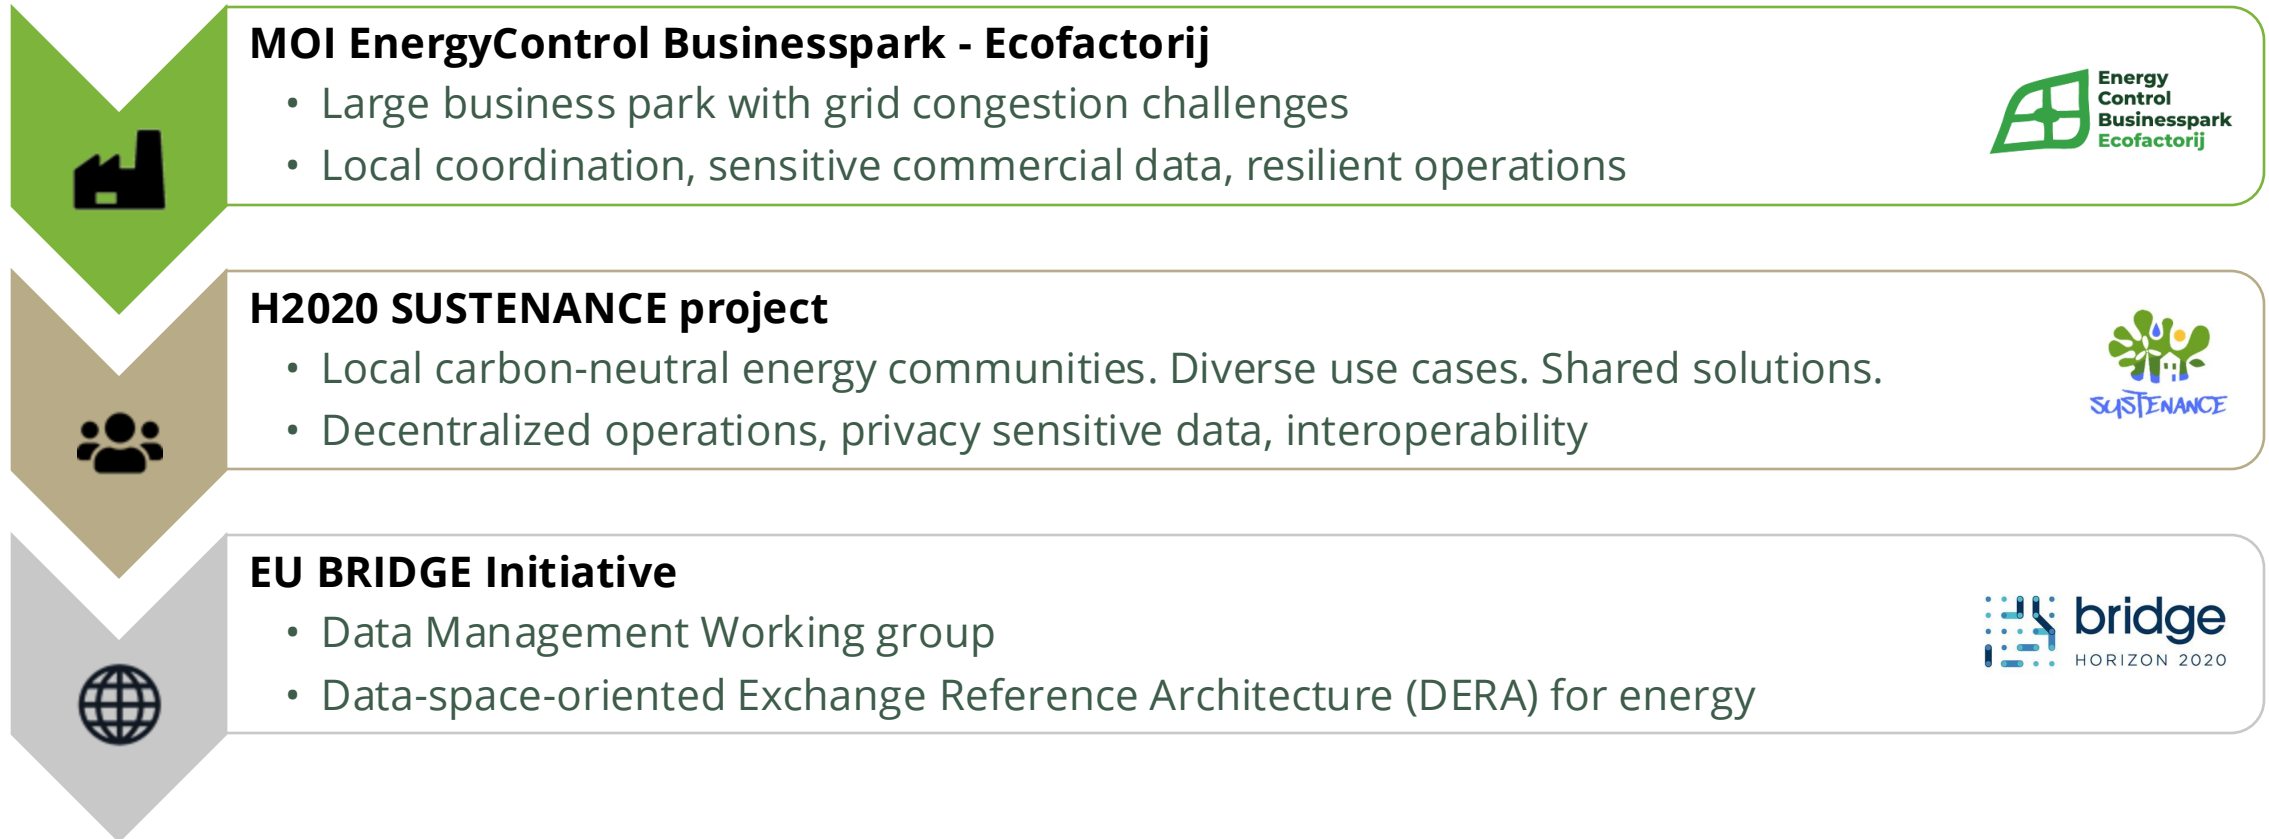 MOI EnergyControl Businesspark - Ecofactorij
• Large business park with grid congestion challenges
• Local coordination, sensitive commercial data, resilient operations
Energy
Control
Businesspark
Ecofactorij
H2020 SUSTENANCE project
• Local carbon-neutral energy communities. Diverse use cases. Shared solutions.
• Decentralized operations, privacy sensitive data, interoperability
SUSTENANCE
EU BRIDGE Initiative
• Data Management Working group
• Data-space-oriented Exchange Reference Architecture (DERA) for energy
bridge
HORIZON 2020